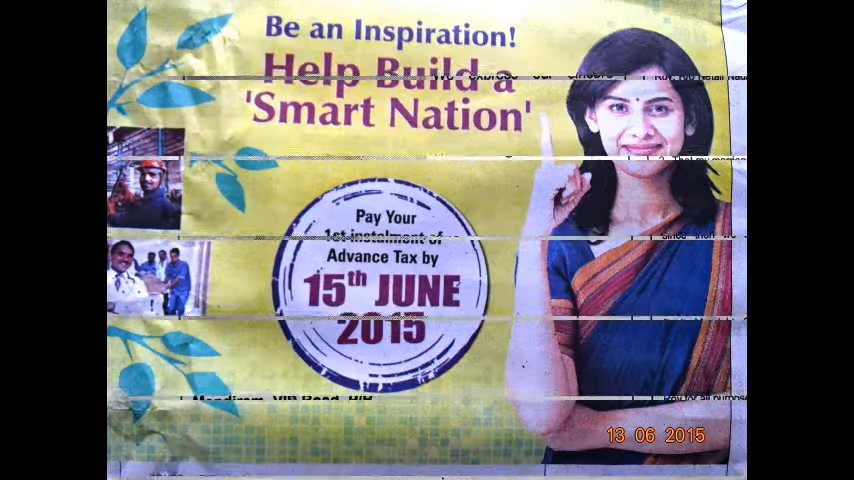 Be an Inspiration!
Help Build a
'Smart Nation'
Pay Your
1st instalment of
Advance Tax by
15th JUNE
2015
13 06 2015